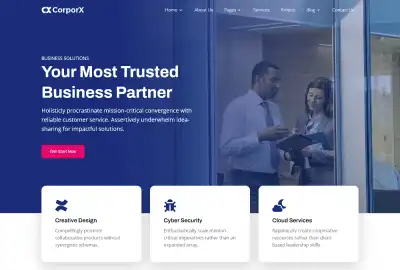 CorporX
Home
About Us
Pages
Services
Project
Blog
Contact Us
BUSINESS SOLUTIONS
Your Most Trusted
Business Partner
Holisticly procrastinate mission-critical convergence with
reliable customer service. Assertively underwhelm idea-
sharing for impactful solutions.
Get Start Now
Creative Design
Compellingly promote
collaborative products without
synergistic schemas.
Cyber Security
Enthusiastically scale mission-
critical imperatives rather than an
expanded array.
Cloud Services
Rapidiously create cooperative
resources rather than client-
based leadership skills